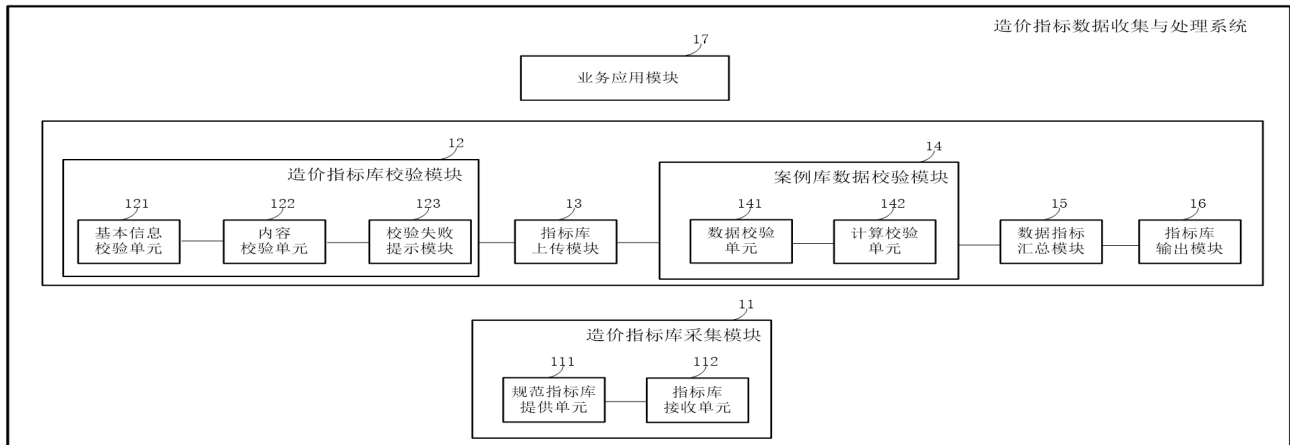 造价指标数据收集与处理系统
17
业务应用模块
12
造价指标库校验模块
121
基本信息
校验单元
122
内容
校验单元
123
校验失败
提示模块
13
指标库
上传模块
14
案例库数据校验模块
141
数据校验
单元
142
计算校验
单元
15
数据指标
汇总模块
16
指标库
输出模块
11
造价指标库采集模块
111
规范指标库
提供单元
112
指标库
接收单元